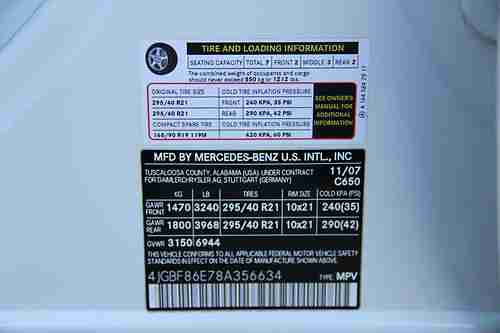 TIRE AND LOADING INFORMATION
SEATING CAPACITY TOTAL 7 FRONT 2 MIDDLE 3 REAR 2
The combined weight of occupants and cargo
should never exceed 550 kg or 1212 lbs.
ORIGINAL TIRE SIZE COLD TIRE INFLATION PRESSURE
295/40 R21 FRONT 240 KPA, 35 PSI
295/40 R21 REAR 290 KPA, 42 PSI
COMPACT SPARE TIRE COLD TIRE INFLATION PRESSURE
168/90 R19 119M 420 KPA, 60 PSI
SEE OWNER'S
MANUAL FOR
ADDITIONAL
INFORMATION
MFD BY MERCEDES-BENZ U.S. INTL., INC
TUSCALOOSA COUNTY, ALABAMA (USA) UNDER CONTRACT 11/07
FOR DAIMLERCHRYSLER AG, STUTTGART (GERMANY) C650
KG LB TIRES RIM SIZE COLD KPA (PSI)
GAWR FRONT 1470 3240 295/40 R21 10x21 240(35)
GAWR REAR 1800 3968 295/40 R21 10x21 290(42)
GVWR 3150 6944
THIS VEHICLE CONFORMS TO ALL APPLICABLE FEDERAL MOTOR VEHICLE SAFETY
STANDARDS IN EFFECT ON THE DATE OF MANUFACTURE SHOWN ABOVE
4JGBF86E78A356634 TYPE: MPV